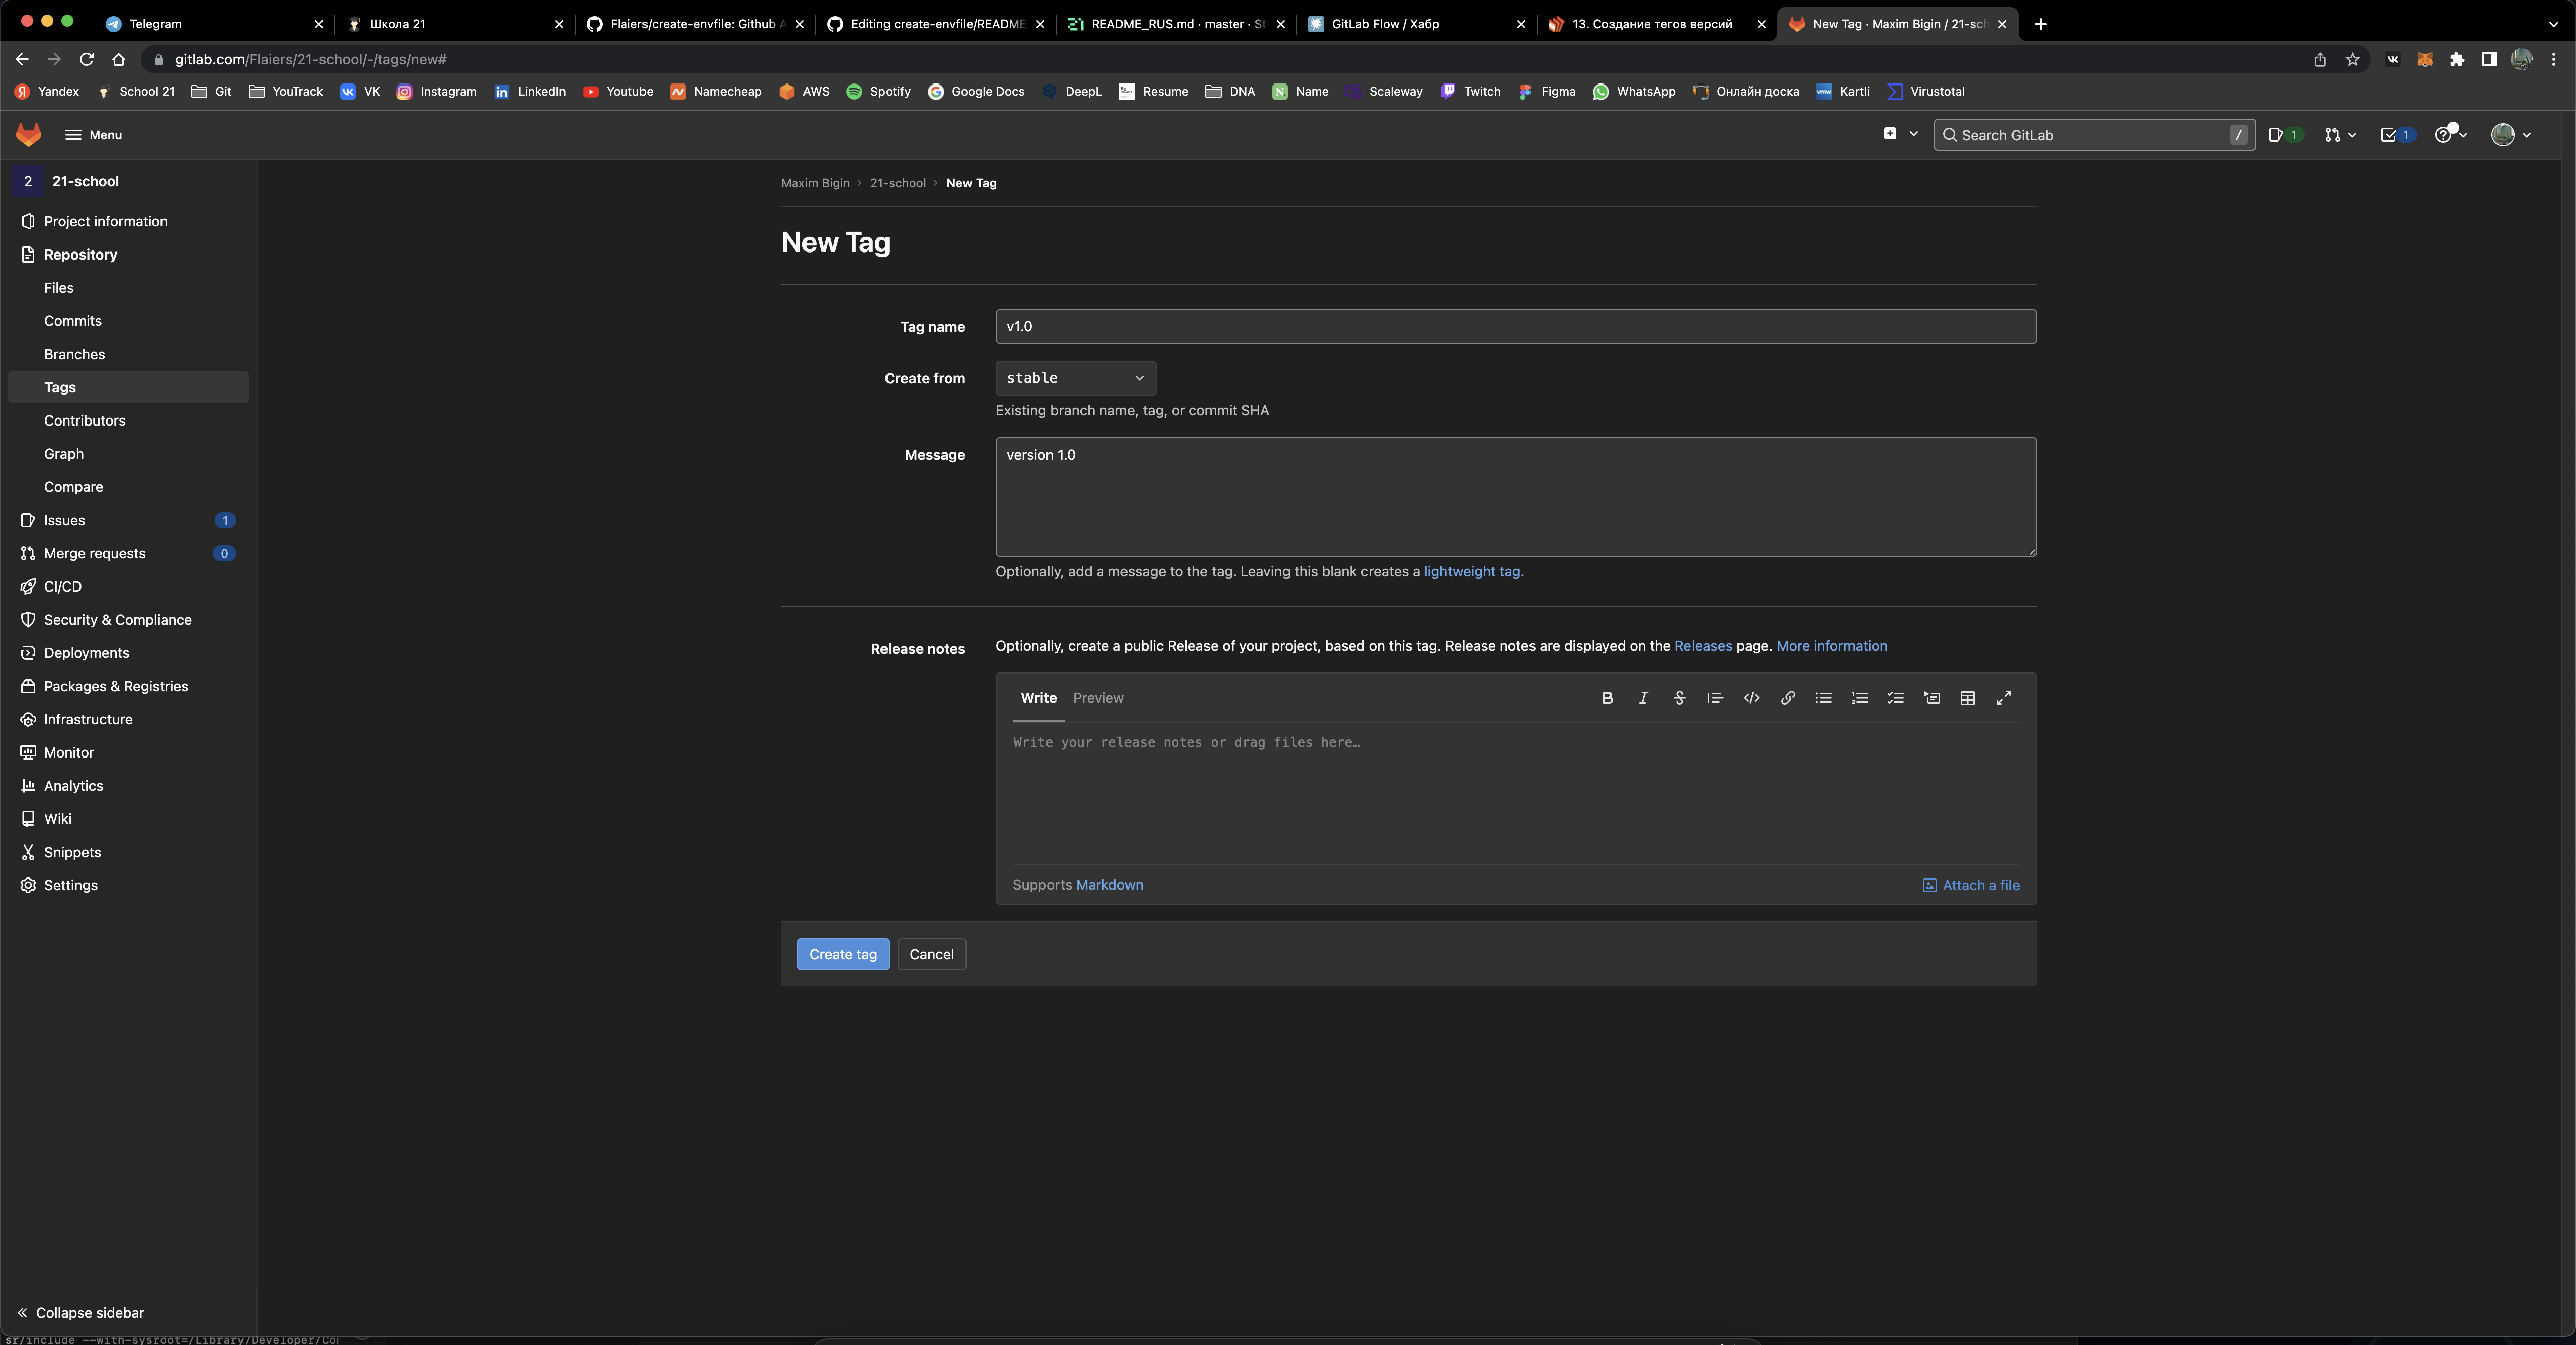 Telegram
Школа 21
Flaiers/create-envfile: Github A
Editing create-envfile/README
README_RUS.md · master · St
GitLab Flow / Хабр
13. Создание тегов версий
New Tag · Maxim Bigin / 21-sch
gitlab.com/Flaiers/21-school/-/tags/new#
Yandex School 21 Git YouTrack VK Instagram LinkedIn Youtube Namecheap AWS Spotify Google Docs DeepL Resume DNA Name Scaleway Twitch Figma WhatsApp Онлайн доска Kartli Virustotal
Menu
Search GitLab /
1
1
2 21-school
Project information
Repository
Files
Commits
Branches
Tags
Contributors
Graph
Compare
Issues 1
Merge requests 0
CI/CD
Security & Compliance
Deployments
Packages & Registries
Infrastructure
Monitor
Analytics
Wiki
Snippets
Settings
Collapse sidebar
Maxim Bigin › 21-school › New Tag
New Tag
Tag name v1.0
Create from stable
Existing branch name, tag, or commit SHA
Message version 1.0
Optionally, add a message to the tag. Leaving this blank creates a lightweight tag.
Release notes Optionally, create a public Release of your project, based on this tag. Release notes are displayed on the Releases page. More information
Write Preview
Write your release notes or drag files here…
Supports Markdown
Attach a file
Create tag Cancel
sr/include --with-sysroot=/Library/Developer/Co